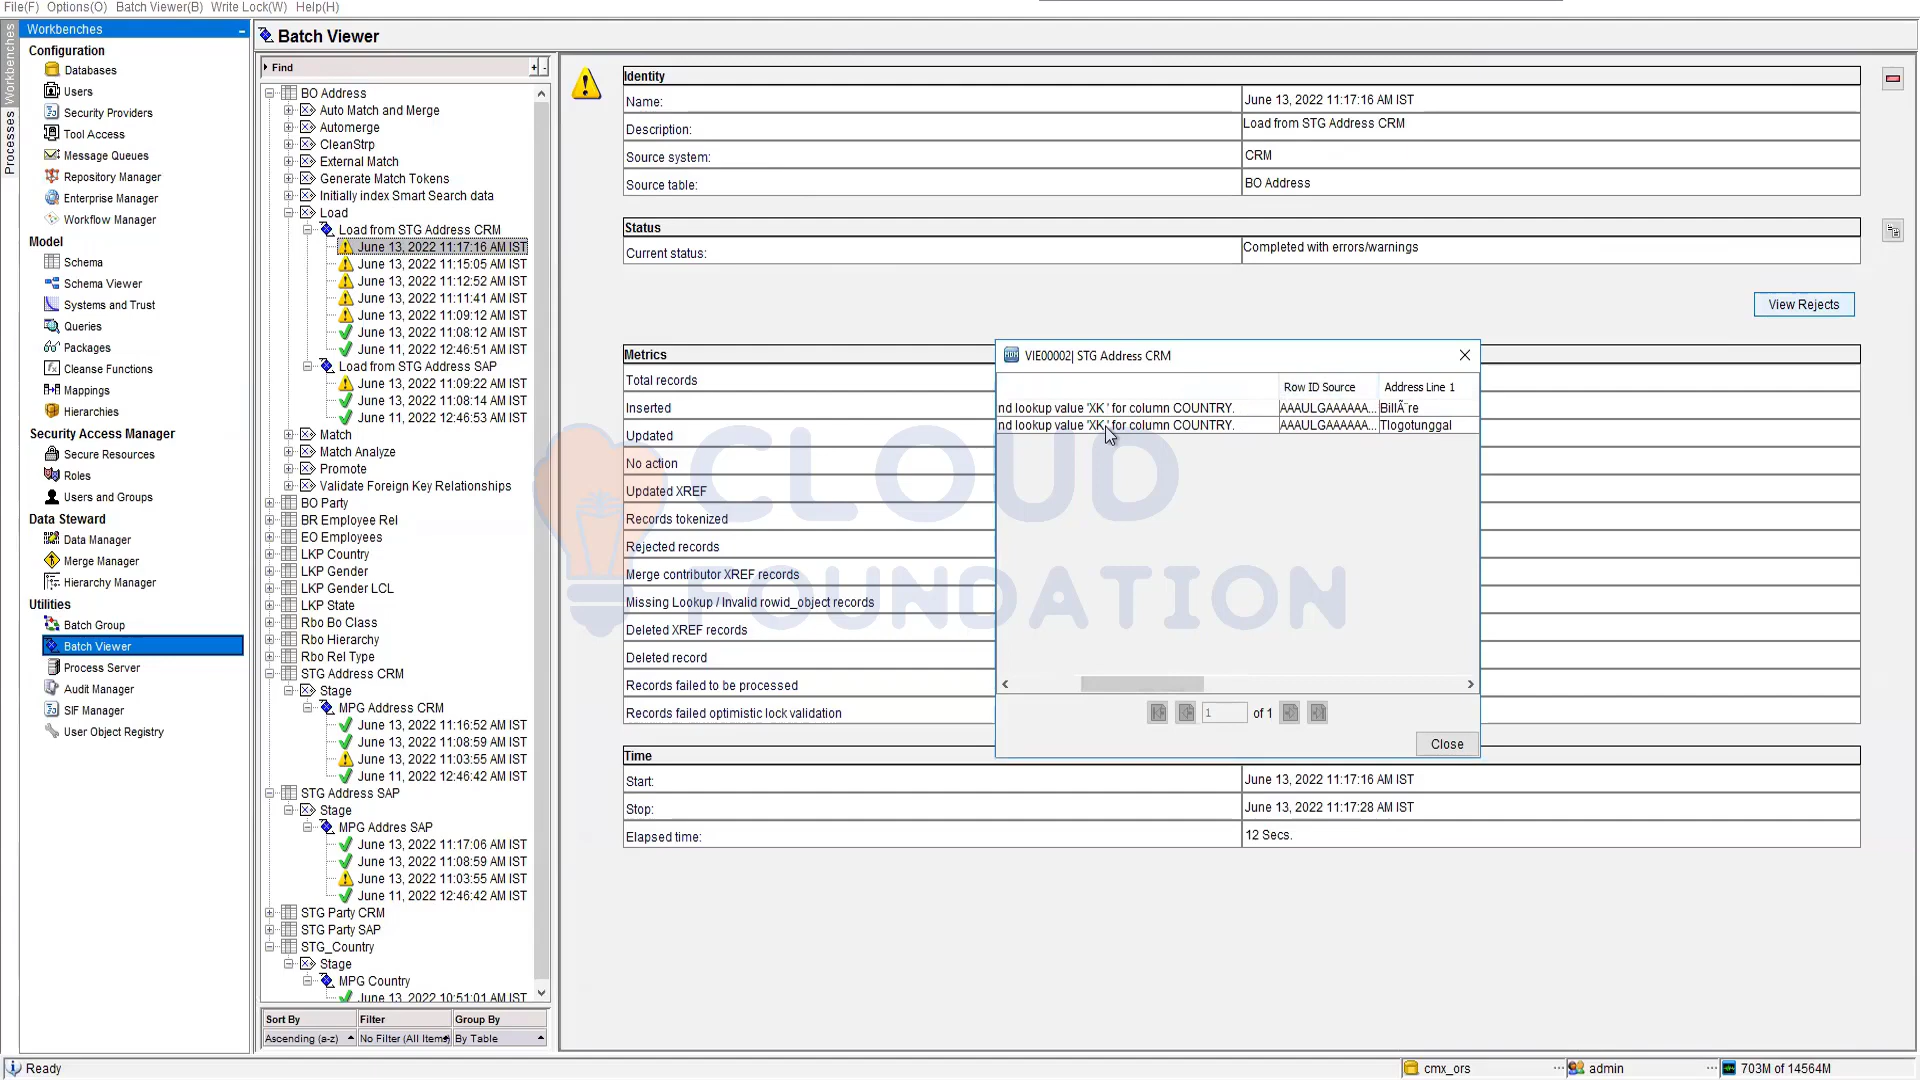 File(F) Options(O) Batch Viewer(B) Write Lock(W) Help(H)
Workbenches
Processes
Workbenches
Configuration
Databases
Users
Security Providers
Tool Access
Message Queues
Repository Manager
Enterprise Manager
Workflow Manager
Model
Schema
Schema Viewer
Systems and Trust
Queries
Packages
Cleanse Functions
Mappings
Hierarchies
Security Access Manager
Secure Resources
Roles
Users and Groups
Data Steward
Data Manager
Merge Manager
Hierarchy Manager
Utilities
Batch Group
Batch Viewer
Process Server
Audit Manager
SIF Manager
User Object Registry
Batch Viewer
Find
BO Address
Auto Match and Merge
Automerge
CleanStrp
External Match
Generate Match Tokens
Initially index Smart Search data
Load
Load from STG Address CRM
June 13, 2022 11:17:16 AM IST
June 13, 2022 11:15:05 AM IST
June 13, 2022 11:12:52 AM IST
June 13, 2022 11:11:41 AM IST
June 13, 2022 11:09:12 AM IST
June 13, 2022 11:08:12 AM IST
June 11, 2022 12:46:51 AM IST
Load from STG Address SAP
June 13, 2022 11:09:22 AM IST
June 13, 2022 11:08:14 AM IST
June 11, 2022 12:46:53 AM IST
Match
Match Analyze
Promote
Validate Foreign Key Relationships
BO Party
BR Employee Rel
EO Employees
LKP Country
LKP Gender
LKP Gender LCL
LKP State
Rbo Bo Class
Rbo Hierarchy
Rbo Rel Type
STG Address CRM
Stage
MPG Address CRM
June 13, 2022 11:16:52 AM IST
June 13, 2022 11:08:59 AM IST
June 13, 2022 11:03:55 AM IST
June 11, 2022 12:46:42 AM IST
STG Address SAP
Stage
MPG Addres SAP
June 13, 2022 11:17:06 AM IST
June 13, 2022 11:08:59 AM IST
June 13, 2022 11:03:55 AM IST
June 11, 2022 12:46:42 AM IST
STG Party CRM
STG Party SAP
STG_Country
Stage
MPG Country
June 13, 2022 10:51:01 AM IST
Sort By Filter Group By
Ascending (a-z) No Filter (All Items) By Table
Identity
Name: June 13, 2022 11:17:16 AM IST
Description: Load from STG Address CRM
Source system: CRM
Source table: BO Address
Status
Current status: Completed with errors/warnings
View Rejects
Metrics
Total records
Inserted
Updated
No action
Updated XREF
Records tokenized
Rejected records
Merge contributor XREF records
Missing Lookup / Invalid rowid_object records
Deleted XREF records
Deleted record
Records failed to be processed
Records failed optimistic lock validation
Time
Start: June 13, 2022 11:17:16 AM IST
Stop: June 13, 2022 11:17:28 AM IST
Elapsed time: 12 Secs.
VIE00002| STG Address CRM
Row ID Source Address Line 1
nd lookup value 'XK ' for column COUNTRY. AAAULGAAAAAA... BillÃ¨re
nd lookup value 'XK ' for column COUNTRY. AAAULGAAAAAA... Tlogotunggal
1 of 1
Close
CLOUD
FOUNDATION
Ready
cmx_ors
admin
703M of 14564M